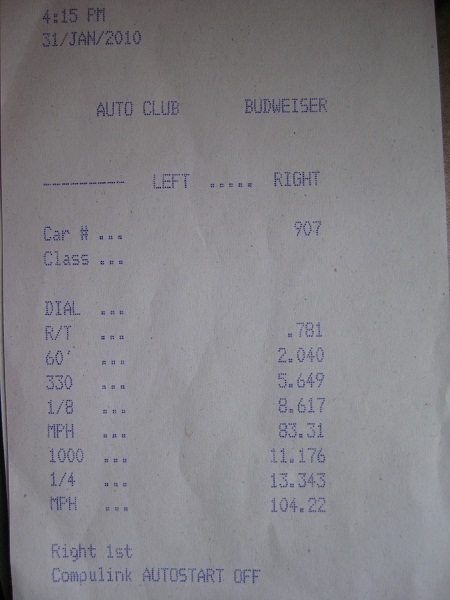 4:15 PM
31/JAN/2010
AUTO CLUB BUDWEISER
--------- LEFT ..... RIGHT
Car # ... 907
Class ...
DIAL ...
R/T ... .781
60' ... 2.040
330 ... 5.649
1/8 ... 8.617
MPH ... 83.31
1000 ... 11.176
1/4 ... 13.343
MPH ... 104.22
Right 1st
Compulink AUTOSTART OFF